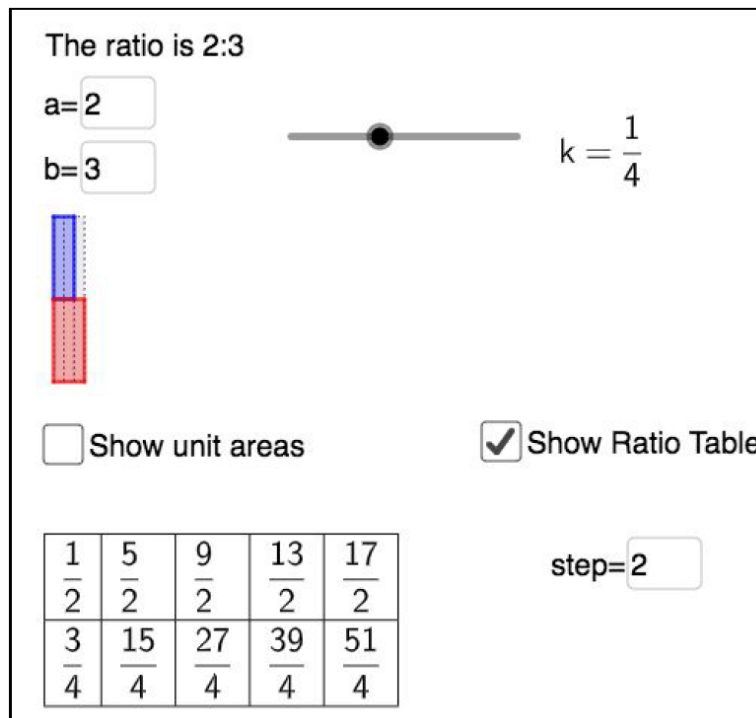 The ratio is 2:3
a= 2
k = 1/4
b= 3
Show unit areas
Show Ratio Table
1/2 5/2 9/2 13/2 17/2
step= 2
3/4 15/4 27/4 39/4 51/4